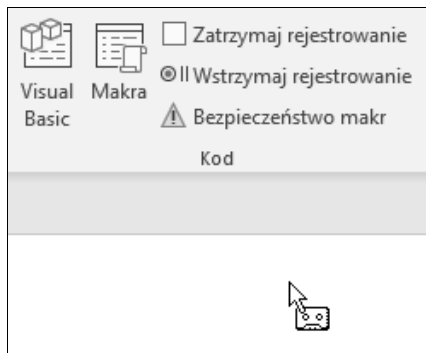 Visual Basic
Makra
Zatrzymaj rejestrowanie
Wstrzymaj rejestrowanie
Bezpieczeństwo makr
Kod